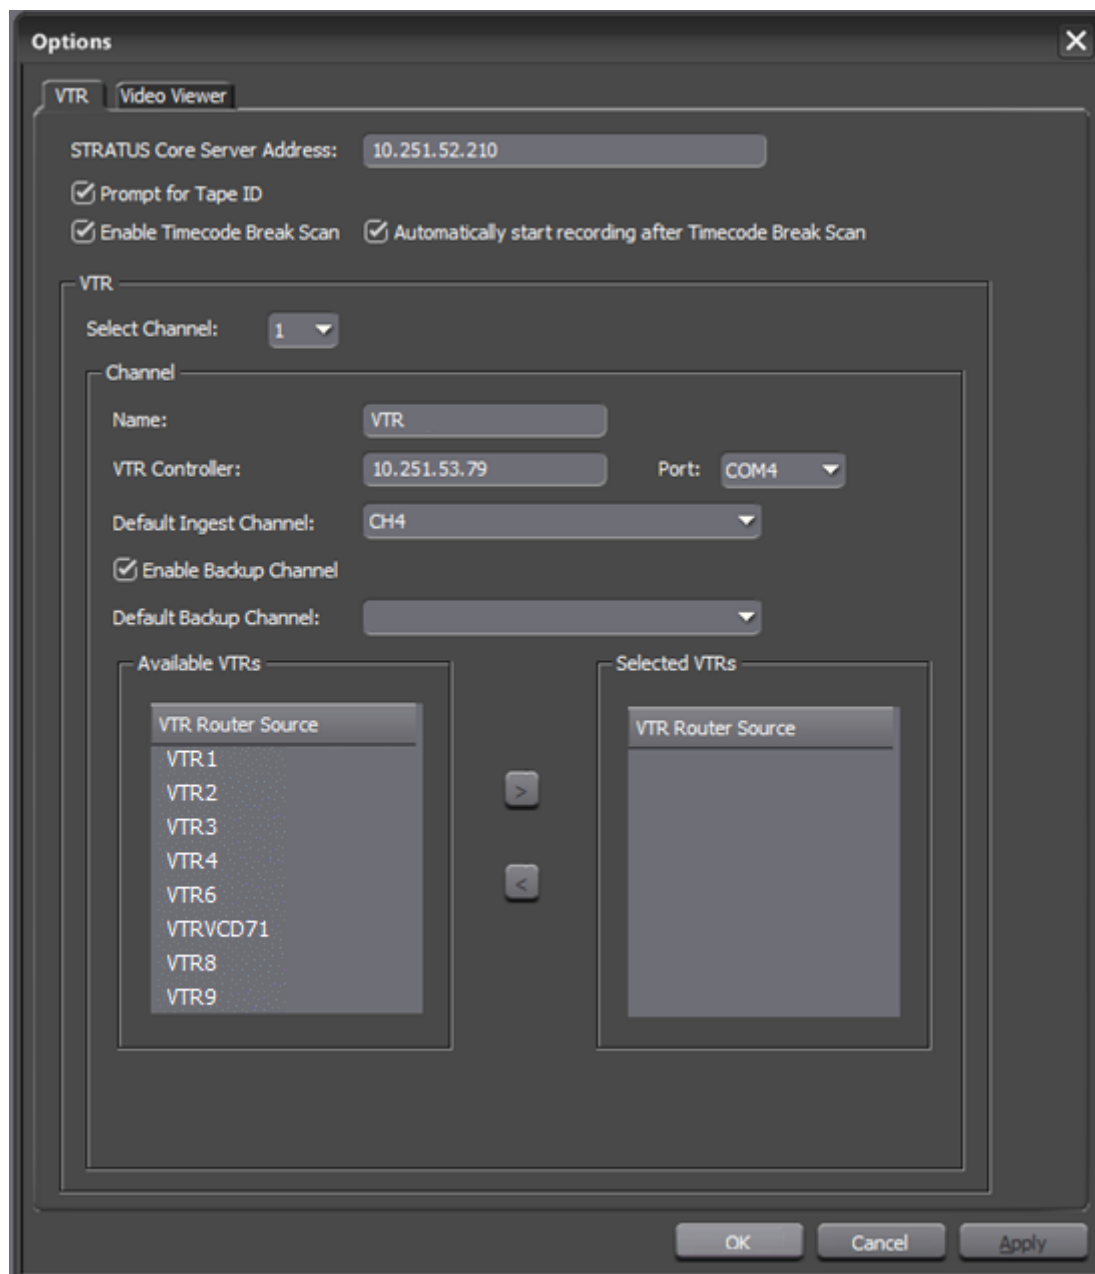 Options
VTR Video Viewer
STRATUS Core Server Address: 10.251.52.210
Prompt for Tape ID
Enable Timecode Break Scan Automatically start recording after Timecode Break Scan
VTR
Select Channel: 1
Channel
Name: VTR
VTR Controller: 10.251.53.79 Port: COM4
Default Ingest Channel: CH4
Enable Backup Channel
Default Backup Channel:
Available VTRs Selected VTRs
VTR Router Source VTR Router Source
VTR1
VTR2
VTR3
VTR4
VTR6
VTRVCD71
VTR8
VTR9
>
<
OK Cancel Apply